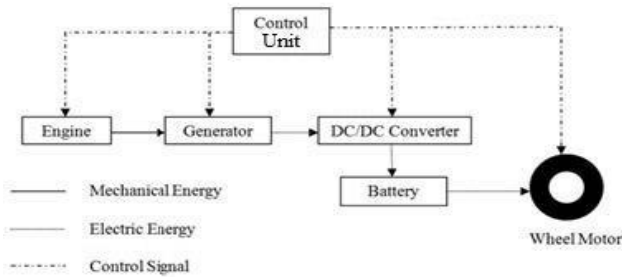 Control
Unit
Engine
Generator
DC/DC Converter
Battery
Mechanical Energy
Electric Energy
Control Signal
Wheel Motor